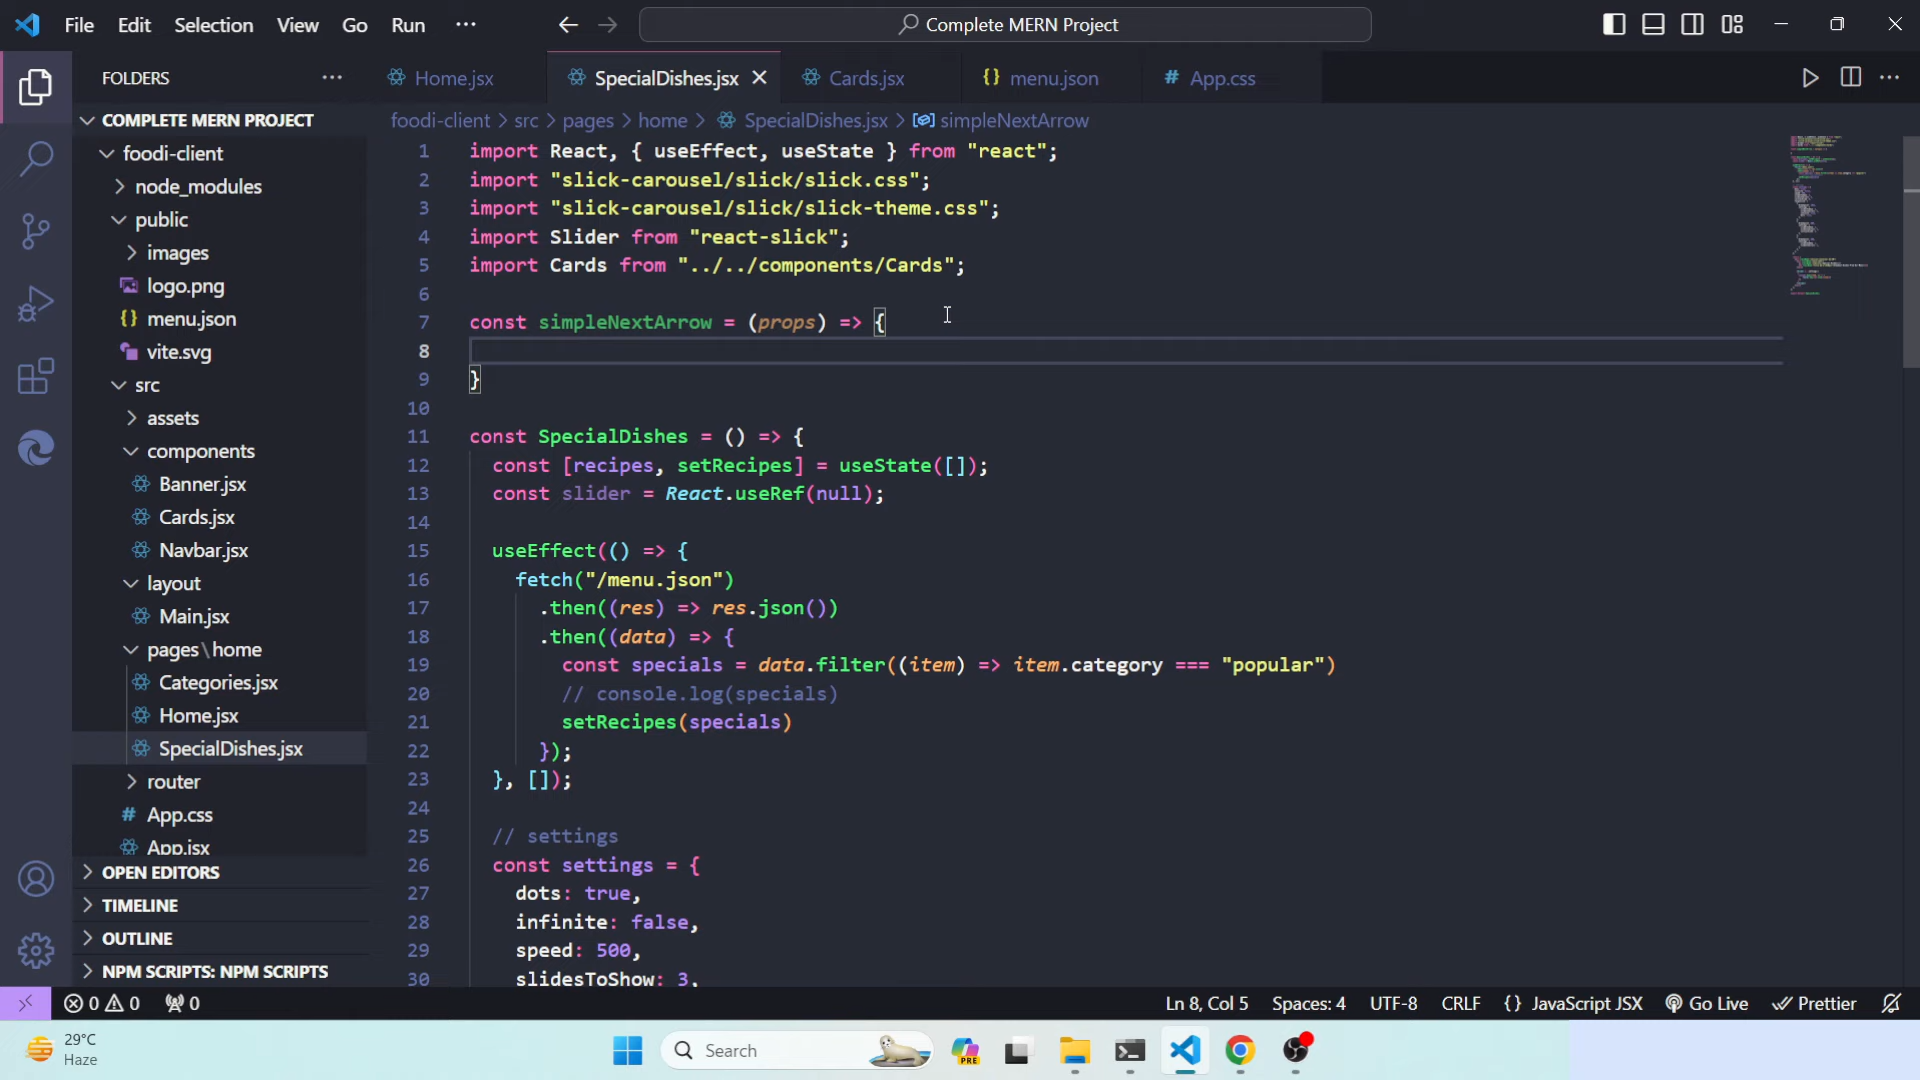 File Edit Selection View Go Run ··· Complete MERN Project
FOLDERS ···
COMPLETE MERN PROJECT
foodi-client
node_modules
public
images
logo.png
{} menu.json
vite.svg
src
assets
components
Banner.jsx
Cards.jsx
Navbar.jsx
layout
Main.jsx
pages\home
Categories.jsx
Home.jsx
SpecialDishes.jsx
router
# App.css
App.jsx
OPEN EDITORS
TIMELINE
OUTLINE
NPM SCRIPTS: NPM SCRIPTS
Home.jsx SpecialDishes.jsx Cards.jsx {} menu.json # App.css ···
foodi-client > src > pages > home > SpecialDishes.jsx > simpleNextArrow
1 import React, { useEffect, useState } from "react";
2 import "slick-carousel/slick/slick.css";
3 import "slick-carousel/slick/slick-theme.css";
4 import Slider from "react-slick";
5 import Cards from "../../components/Cards";
6
7 const simpleNextArrow = (props) => {
8
9 }
10
11 const SpecialDishes = () => {
12 const [recipes, setRecipes] = useState([]);
13 const slider = React.useRef(null);
14
15 useEffect(() => {
16 fetch("/menu.json")
17 .then((res) => res.json())
18 .then((data) => {
19 const specials = data.filter((item) => item.category === "popular")
20 // console.log(specials)
21 setRecipes(specials)
22 });
23 }, []);
24
25 // settings
26 const settings = {
27 dots: true,
28 infinite: false,
29 speed: 500,
30 slidesToShow: 3,
0 0 0 Ln 8, Col 5 Spaces: 4 UTF-8 CRLF {} JavaScript JSX Go Live Prettier
29°C
Haze
Search
PRE